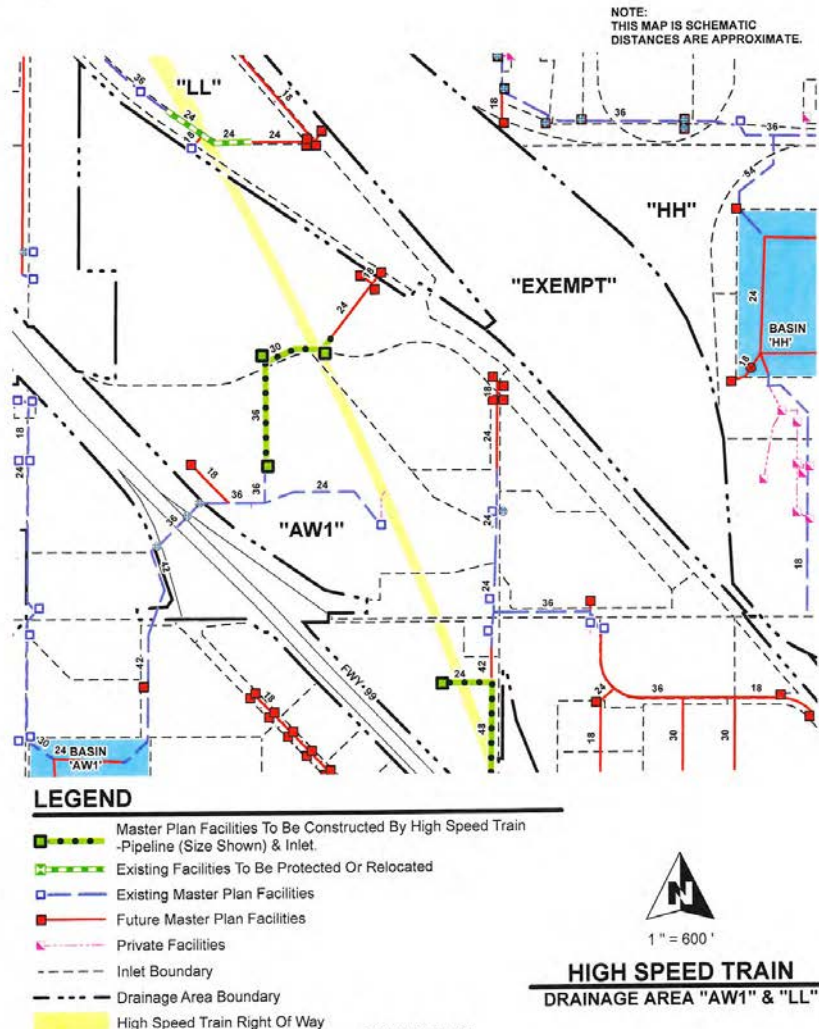 NOTE:
THIS MAP IS SCHEMATIC
DISTANCES ARE APPROXIMATE.
"LL"
36
24
18
24
24
18
18
36
36
54
"HH"
"EXEMPT"
24
BASIN
'HH'
18
18
24
30
36
18
24
18
24
18
36
36
24
"AW1"
36
42
24
24
36
18
42
24
42
48
FWY-99
18
30
24 BASIN
'AW1'
24
36
18
18
30
30
LEGEND
Master Plan Facilities To Be Constructed By High Speed Train
-Pipeline (Size Shown) & Inlet.
Existing Facilities To Be Protected Or Relocated
Existing Master Plan Facilities
Future Master Plan Facilities
Private Facilities
Inlet Boundary
Drainage Area Boundary
High Speed Train Right Of Way
N
1 " = 600 '
HIGH SPEED TRAIN
DRAINAGE AREA "AW1" & "LL"